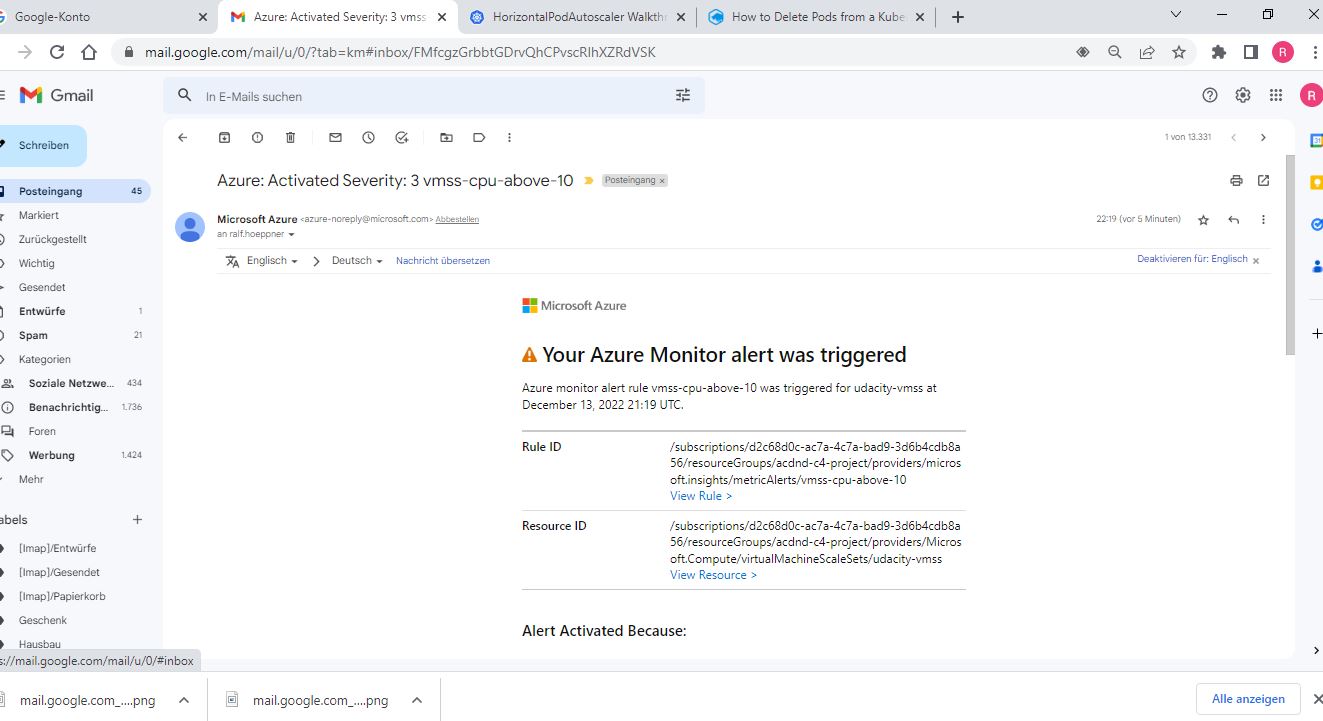 Google-Konto
Azure: Activated Severity: 3 vmss
HorizontalPodAutoscaler Walkthr
How to Delete Pods from a Kube
mail.google.com/mail/u/0/?tab=km#inbox/FMfcgzGrbbtGDrvQhCPvscRIhXZRdVSK
R
Gmail
In E-Mails suchen
R
Schreiben
1 von 13.331
Posteingang 45
Markiert
Zurückgestellt
Wichtig
Gesendet
Entwürfe 1
Spam 21
Kategorien
Soziale Netzwe... 434
Benachrichtig... 1.736
Foren
Werbung 1.424
Mehr
abels
[Imap]/Entwürfe
[Imap]/Gesendet
[Imap]/Papierkorb
Geschenk
Hausbau
Azure: Activated Severity: 3 vmss-cpu-above-10 Posteingang x
Microsoft Azure <azure-noreply@microsoft.com> Abbestellen
22:19 (vor 5 Minuten)
an ralf.hoeppner
Englisch > Deutsch Nachricht übersetzen
Deaktivieren für: Englisch x
Microsoft Azure
Your Azure Monitor alert was triggered
Azure monitor alert rule vmss-cpu-above-10 was triggered for udacity-vmss at
December 13, 2022 21:19 UTC.
Rule ID
/subscriptions/d2c68d0c-ac7a-4c7a-bad9-3d6b4cdb8a
56/resourceGroups/acdnd-c4-project/providers/micros
oft.insights/metricAlerts/vmss-cpu-above-10
View Rule >
Resource ID
/subscriptions/d2c68d0c-ac7a-4c7a-bad9-3d6b4cdb8a
56/resourceGroups/acdnd-c4-project/providers/Micros
oft.Compute/virtualMachineScaleSets/udacity-vmss
View Resource >
Alert Activated Because:
s://mail.google.com/mail/u/0/#inbox
mail.google.com_....png
mail.google.com_....png
Alle anzeigen